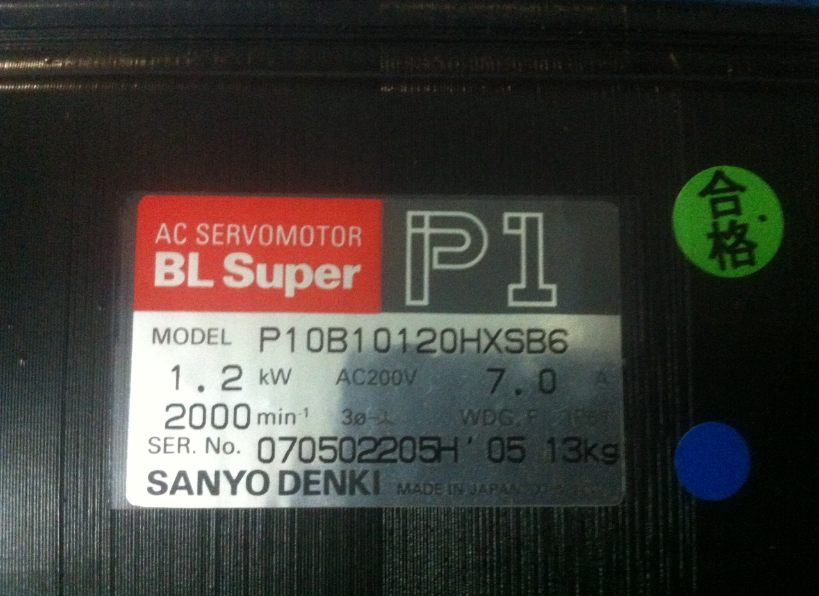 AC SERVOMOTOR
BL Super
P1
MODEL P10B10120HXSB6
1.2 kW AC200V 7.0 A
2000 min-1 3ø WDG. F
SER. No. 070502205H '05 13kg
SANYO DENKI MADE IN JAPAN
合格